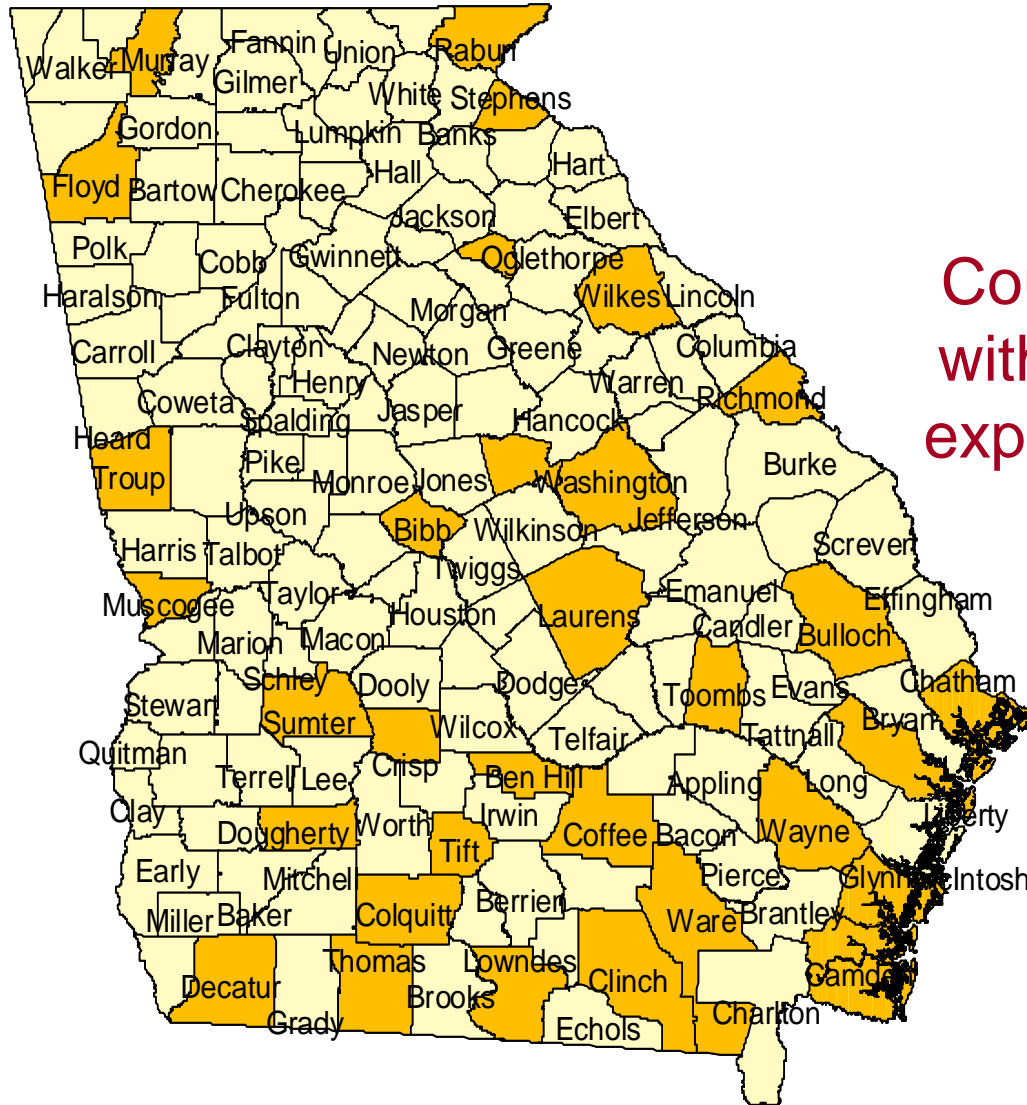 Fannin Union Rabun
Walker Murray Gilmer
White Stephens
Gordon Lumpkin Banks
Hall Hart
Floyd Bartow Cherokee
Jackson Elbert
Polk Cobb Gwinnett Oglethorpe
Haralson Fulton Morgan Wilkes Lincoln
Carroll Clayton Newton Greene Columbia
Henry Warren
Coweta Spalding Jasper Hancock Richmond
Heard
Troup Pike Monroe Jones Washington Burke
Upson Bibb Wilkinson Jefferson
Harris Talbot Screven
Twiggs
Muscogee Taylor Houston Laurens Emanuel Effingham
Marion Macon Candler Bulloch
Schley Dooly Dodge Toombs Evans Chatham
Stewart Sumter Wilcox Telfair Tattnall Bryan
Quitman Terrell Lee Crisp Ben Hill Appling Long
Clay Dougherty Worth Irwin Coffee Bacon Wayne Liberty
Tift
Early Mitchell Pierce Glynn McIntosh
Miller Baker Colquitt Berrien Ware Brantley
Thomas Lowndes
Decatur Brooks Clinch Camden
Grady Echols Charlton
Cou
with
exp